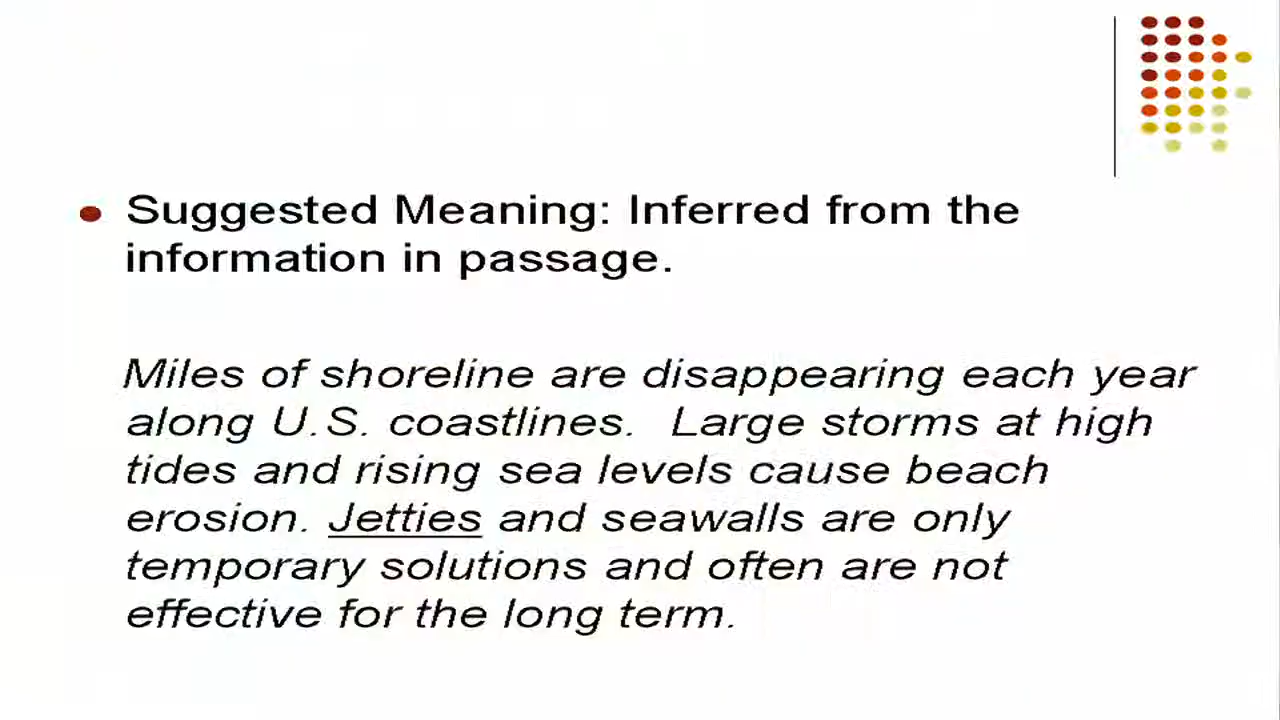 Suggested Meaning: Inferred from the
information in passage.
Miles of shoreline are disappearing each year
along U.S. coastlines. Large storms at high
tides and rising sea levels cause beach
erosion. Jetties and seawalls are only
temporary solutions and often are not
effective for the long term.